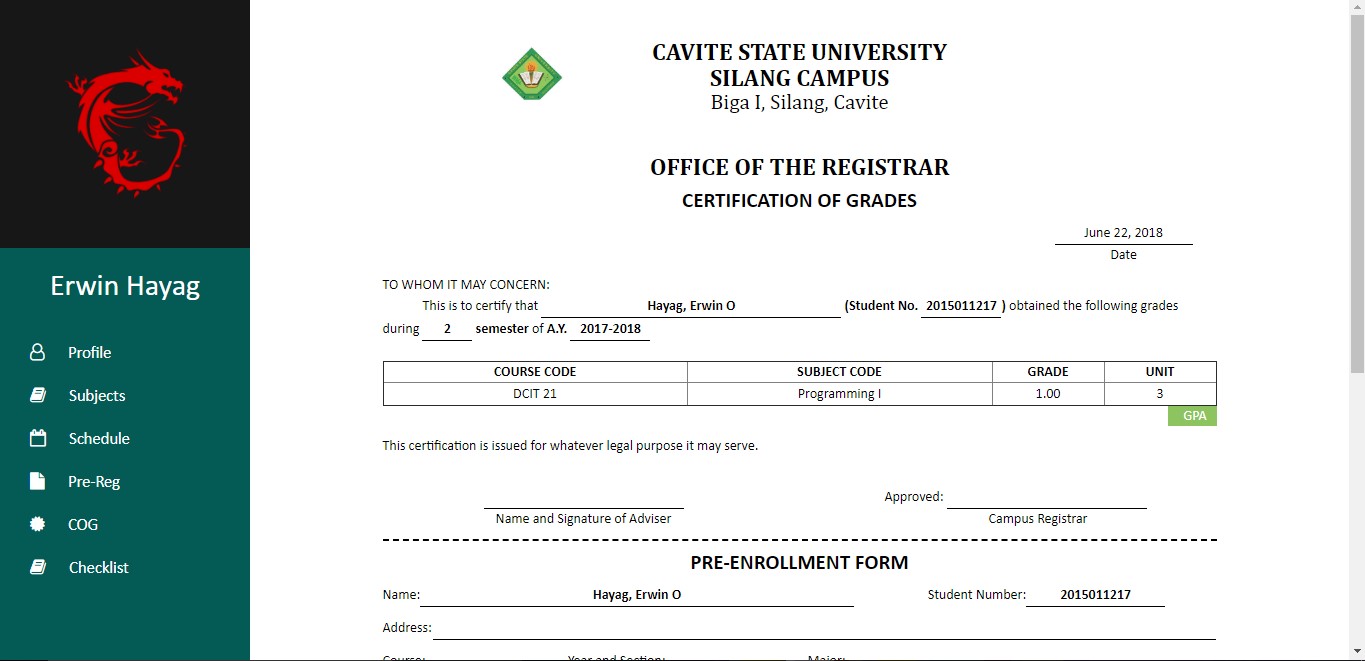 Erwin Hayag
Profile
Subjects
Schedule
Pre-Reg
COG
Checklist
CAVITE STATE UNIVERSITY
SILANG CAMPUS
Biga I, Silang, Cavite
OFFICE OF THE REGISTRAR
CERTIFICATION OF GRADES
June 22, 2018
Date
TO WHOM IT MAY CONCERN:
This is to certify that Hayag, Erwin O (Student No. 2015011217 ) obtained the following grades
during 2 semester of A.Y. 2017-2018
COURSE CODE SUBJECT CODE GRADE UNIT
DCIT 21 Programming I 1.00 3
GPA
This certification is issued for whatever legal purpose it may serve.
Approved:
Name and Signature of Adviser Campus Registrar
PRE-ENROLLMENT FORM
Name: Hayag, Erwin O Student Number: 2015011217
Address:
Course: Year and Section: Major: